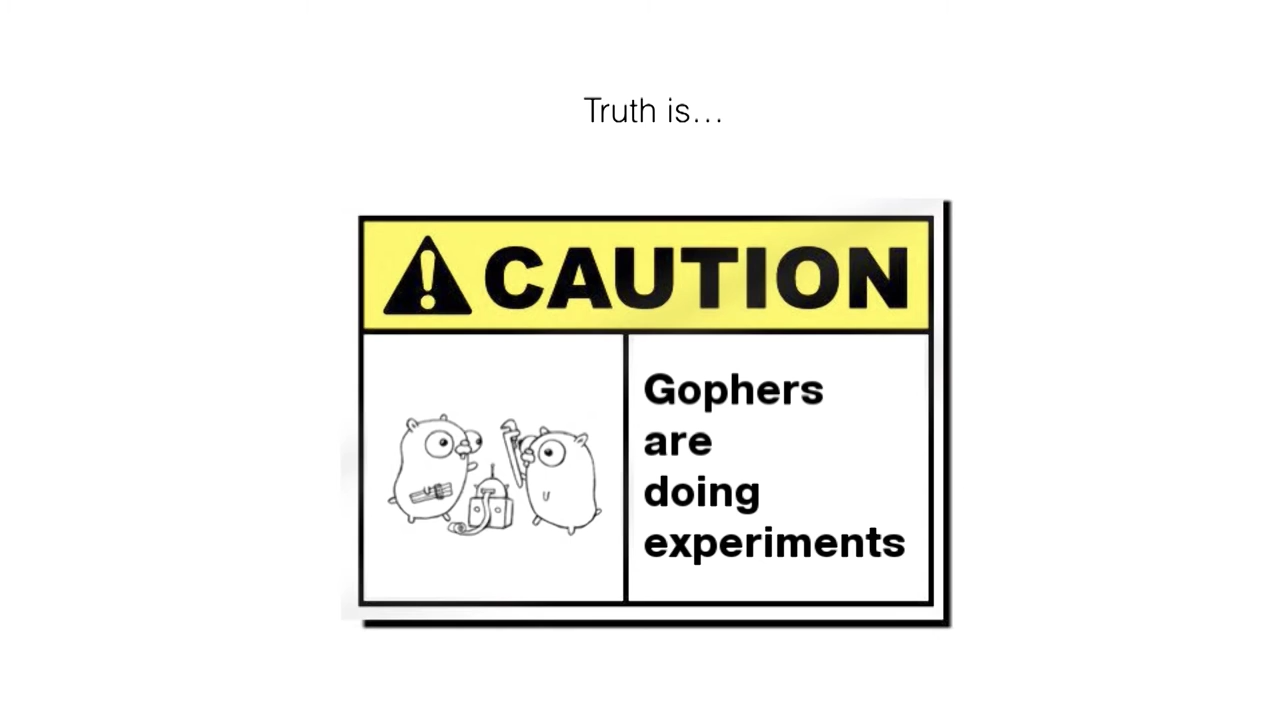 Truth is…
CAUTION
Gophers
are
doing
experiments